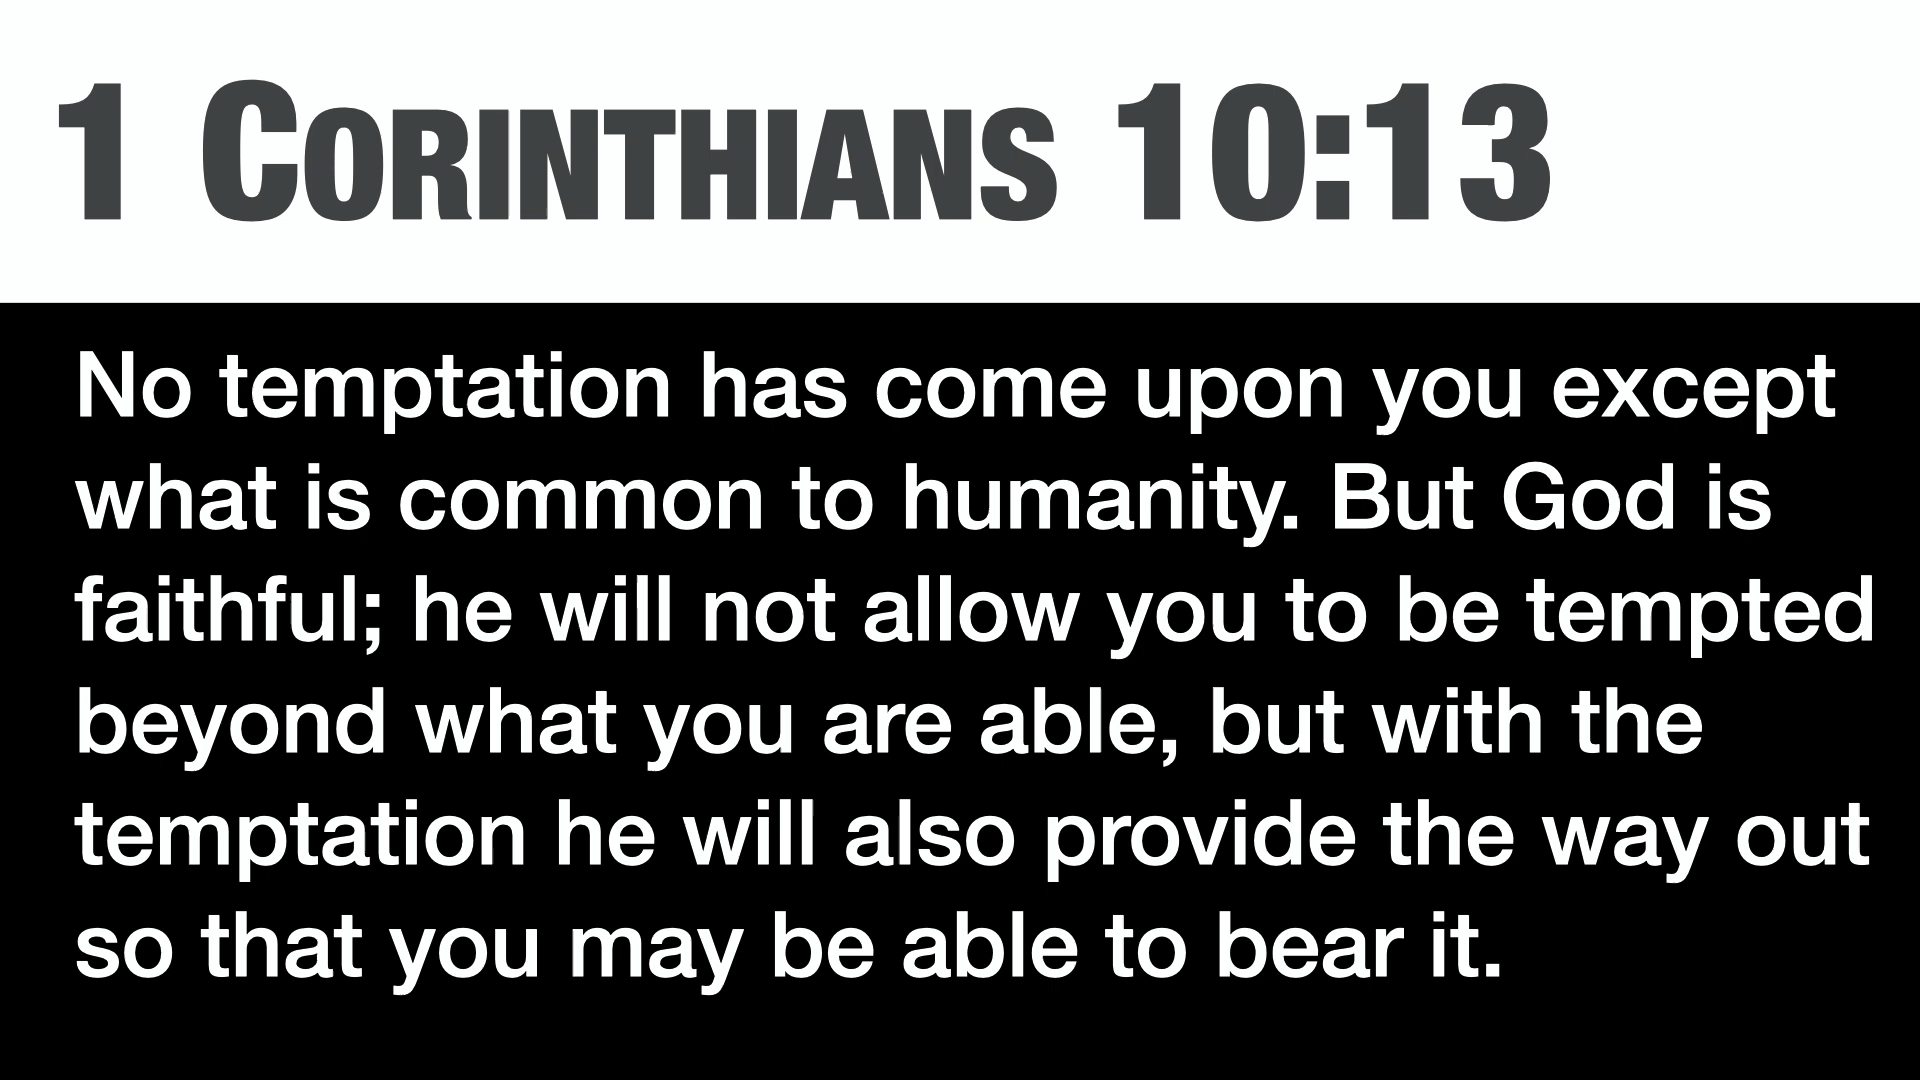 1 Corinthians 10:13
No temptation has come upon you except
what is common to humanity. But God is
faithful; he will not allow you to be tempted
beyond what you are able, but with the
temptation he will also provide the way out
so that you may be able to bear it.